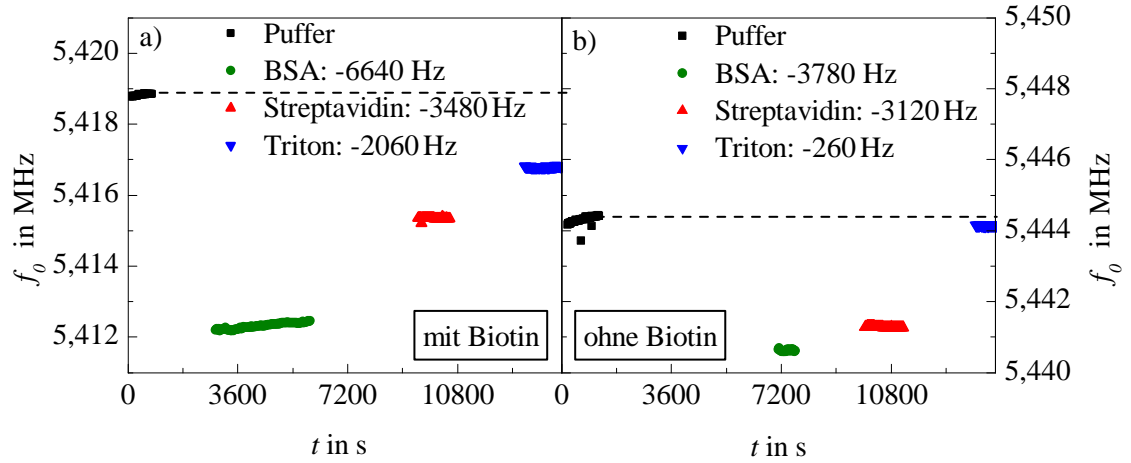 a)
Puffer
BSA: -6640 Hz
Streptavidin: -3480 Hz
Triton: -2060 Hz
5,420
5,418
5,416
5,414
5,412
f0 in MHz
mit Biotin
0
3600
7200
10800
t in s
b)
Puffer
BSA: -3780 Hz
Streptavidin: -3120 Hz
Triton: -260 Hz
ohne Biotin
0
3600
7200
10800
t in s
5,450
5,448
5,446
5,444
5,442
5,440
f0 in MHz